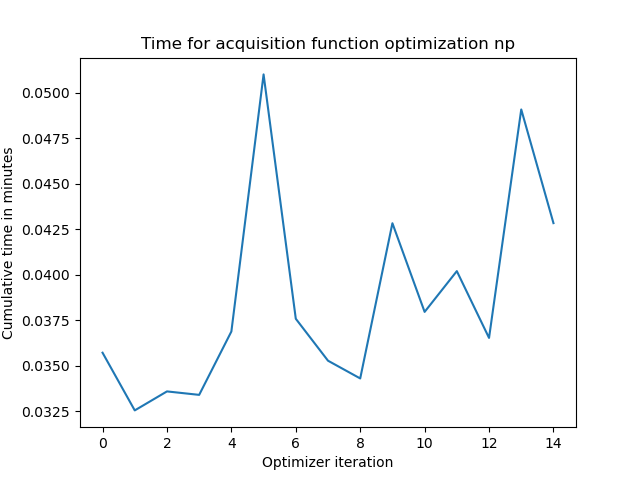 Time for acquisition function optimization np
Cumulative time in minutes
0.0500
0.0475
0.0450
0.0425
0.0400
0.0375
0.0350
0.0325
0 2 4 6 8 10 12 14
Optimizer iteration